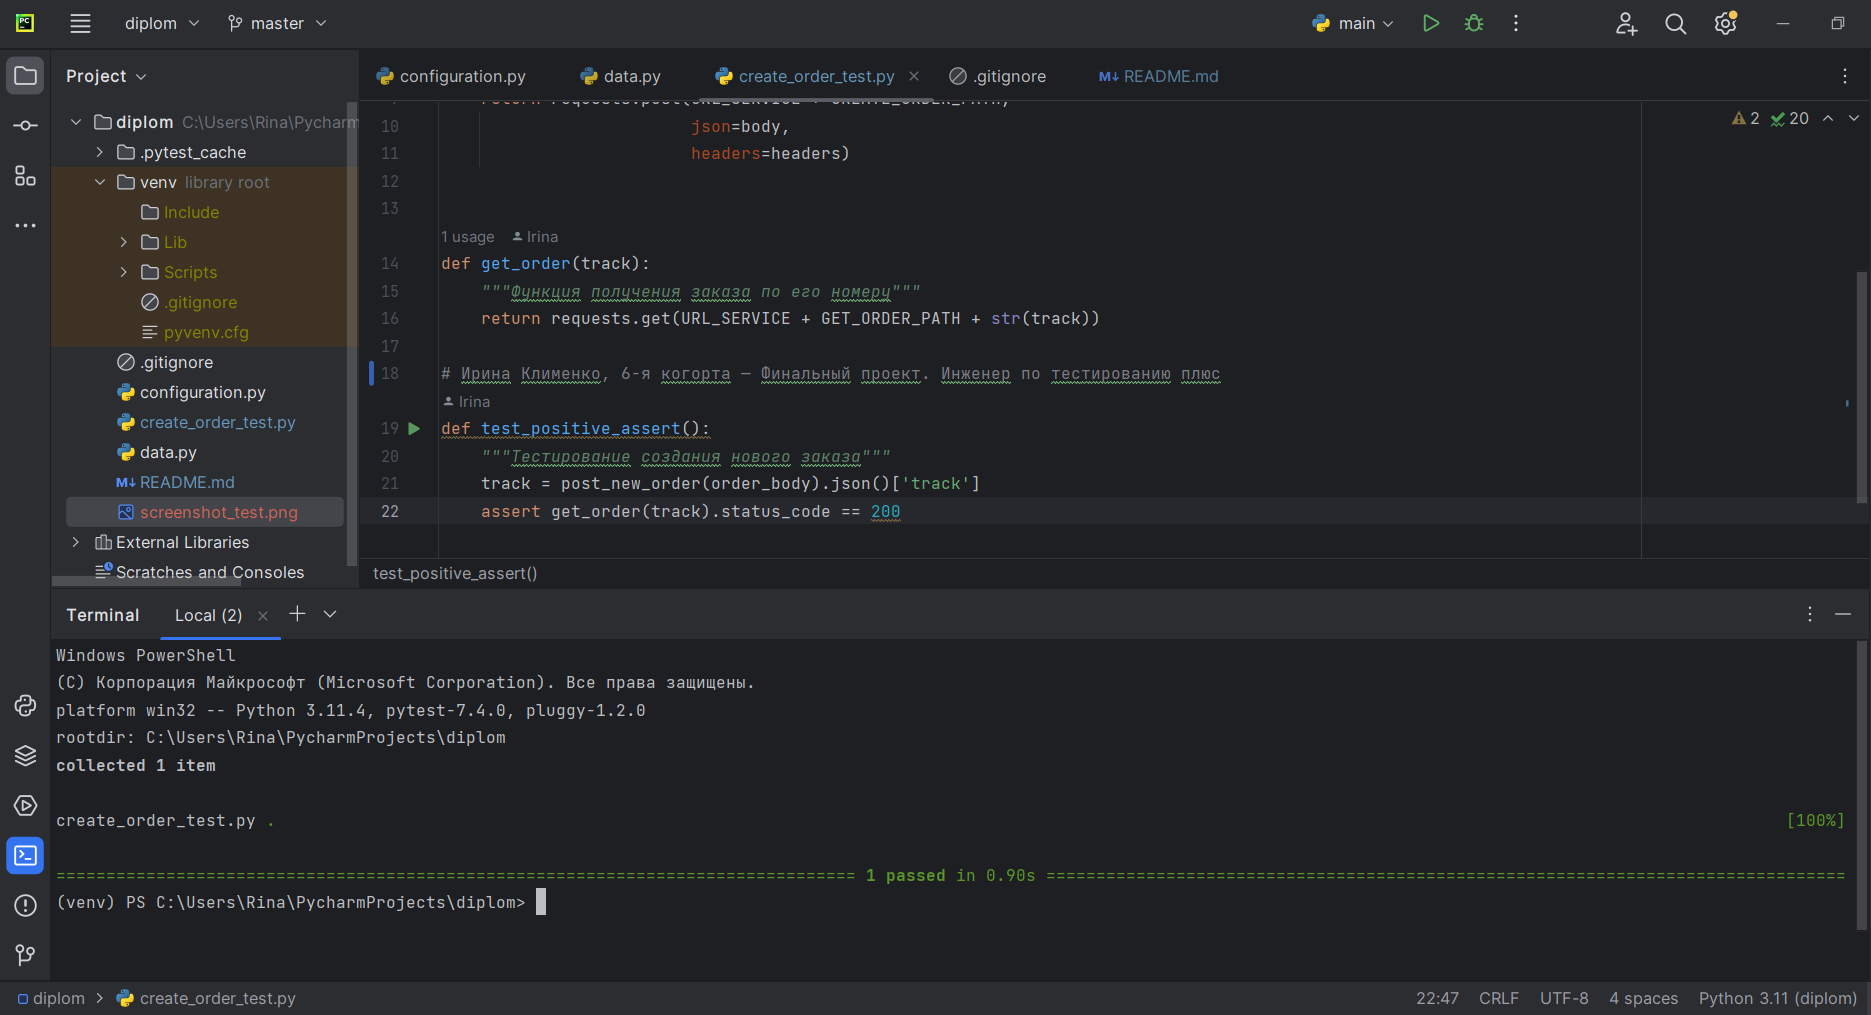 PC
diplom
master
main
Project
configuration.py
data.py
create_order_test.py
.gitignore
M↓ README.md
diplom C:\Users\Rina\Pycharm
.pytest_cache
venv library root
Include
Lib
Scripts
.gitignore
pyvenv.cfg
.gitignore
configuration.py
create_order_test.py
data.py
M↓ README.md
screenshot_test.png
External Libraries
Scratches and Consoles
2 20
return requests.post(URL_SERVICE + CREATE_ORDER_PATH,
10 json=body,
11 headers=headers)
12
13
1 usage Irina
14 def get_order(track):
15 """Функция получения заказа по его номеру"""
16 return requests.get(URL_SERVICE + GET_ORDER_PATH + str(track))
17
18 # Ирина Клименко, 6-я когорта — Финальный проект. Инженер по тестированию плюс
Irina
19 def test_positive_assert():
20 """Тестирование создания нового заказа"""
21 track = post_new_order(order_body).json()['track']
22 assert get_order(track).status_code == 200
test_positive_assert()
Terminal
Local (2)
Windows PowerShell
(C) Корпорация Майкрософт (Microsoft Corporation). Все права защищены.
platform win32 -- Python 3.11.4, pytest-7.4.0, pluggy-1.2.0
rootdir: C:\Users\Rina\PycharmProjects\diplom
collected 1 item
create_order_test.py . [100%]
================================================================================ 1 passed in 0.90s ================================================================================
(venv) PS C:\Users\Rina\PycharmProjects\diplom>
diplom > create_order_test.py
22:47 CRLF UTF-8 4 spaces Python 3.11 (diplom)